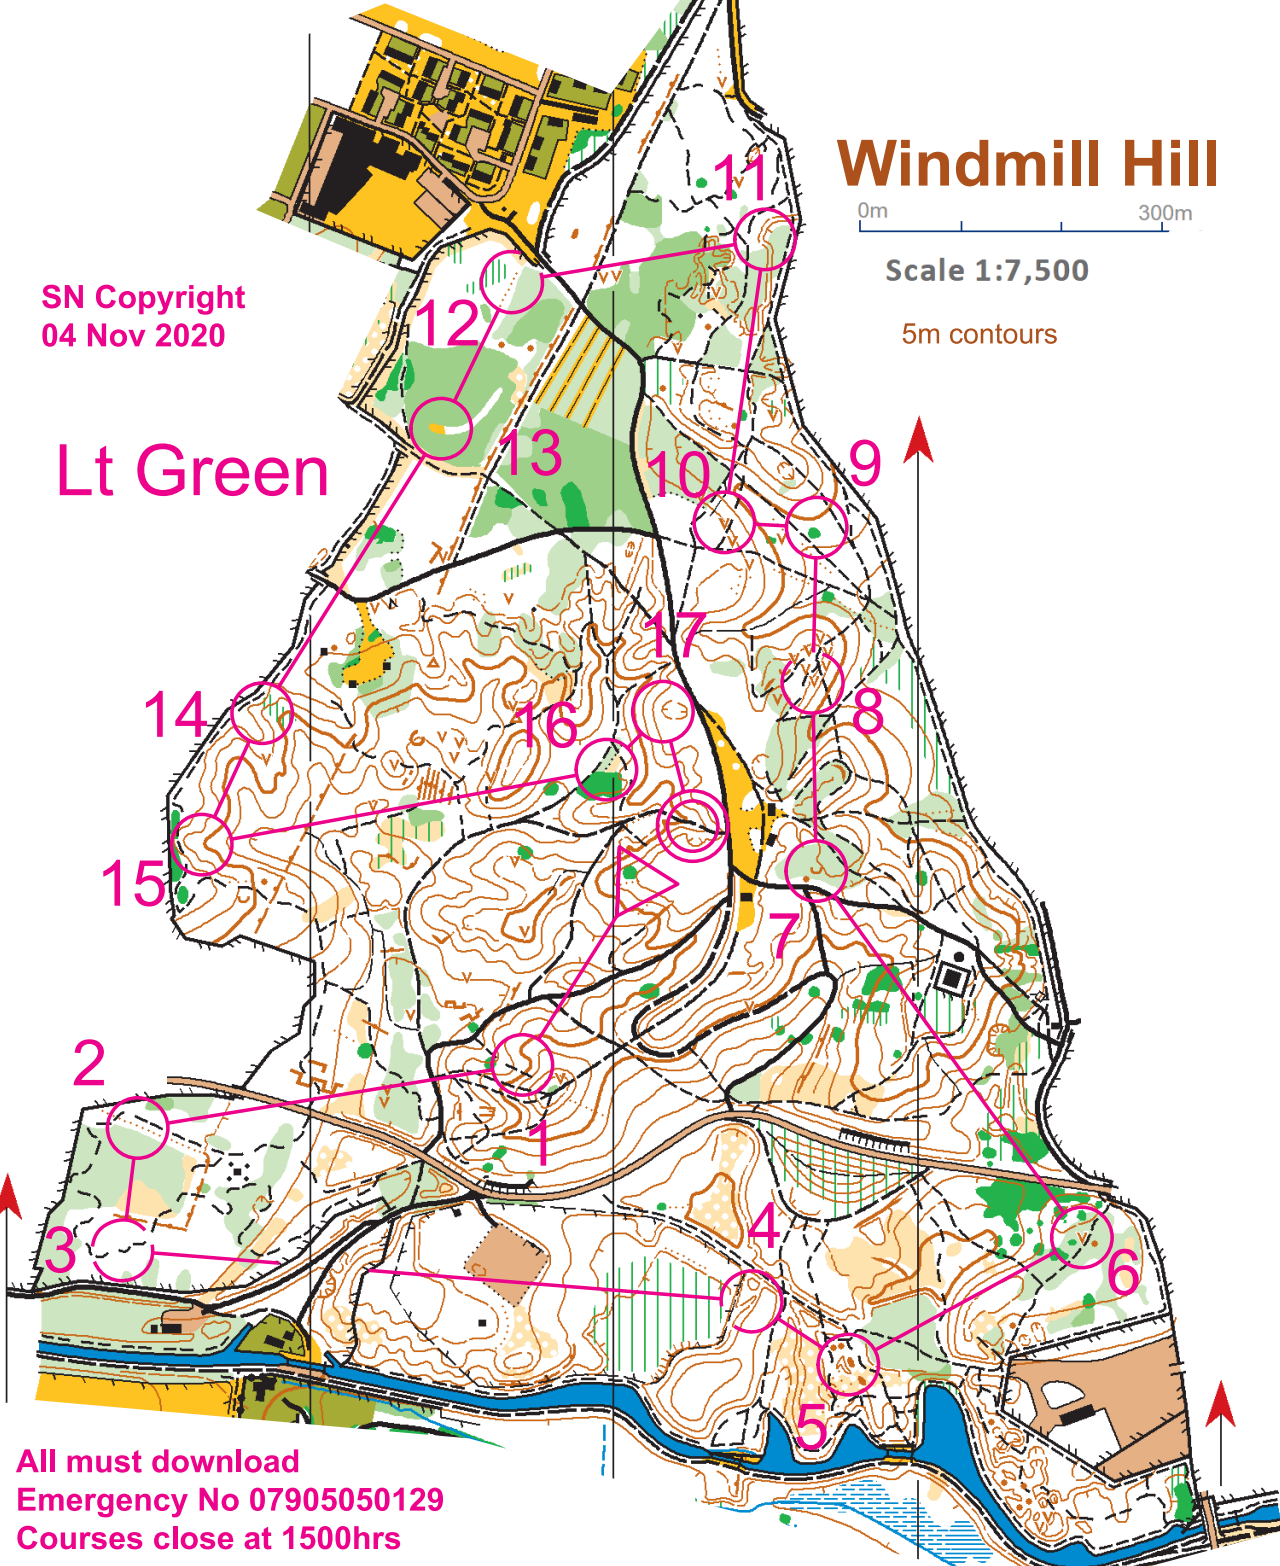 Windmill Hill
0m 300m
Scale 1:7,500
5m contours
SN Copyright
04 Nov 2020
Lt Green
11
12
13
10
9
17
14
16
8
15
7
2
1
3
4
6
5
All must download
Emergency No 07905050129
Courses close at 1500hrs